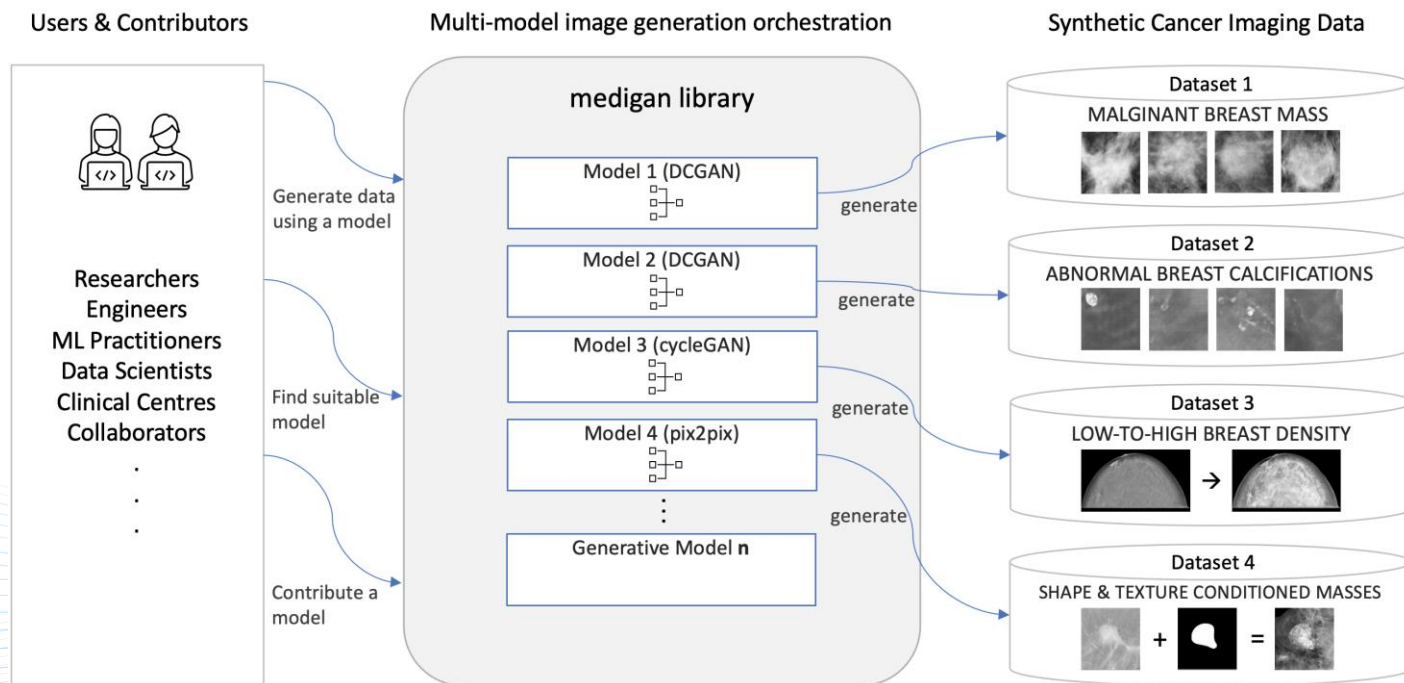 Users & Contributors
Multi-model image generation orchestration
Synthetic Cancer Imaging Data
</>
</>
Researchers
Engineers
ML Practitioners
Data Scientists
Clinical Centres
Collaborators
.
.
.
Generate data
using a model
Find suitable
model
Contribute a
model
medigan library
Model 1 (DCGAN)
Model 2 (DCGAN)
Model 3 (cycleGAN)
Model 4 (pix2pix)
⋮
Generative Model n
generate
generate
generate
generate
Dataset 1
MALGINANT BREAST MASS
Dataset 2
ABNORMAL BREAST CALCIFICATIONS
Dataset 3
LOW-TO-HIGH BREAST DENSITY
→
Dataset 4
SHAPE & TEXTURE CONDITIONED MASSES
+ =